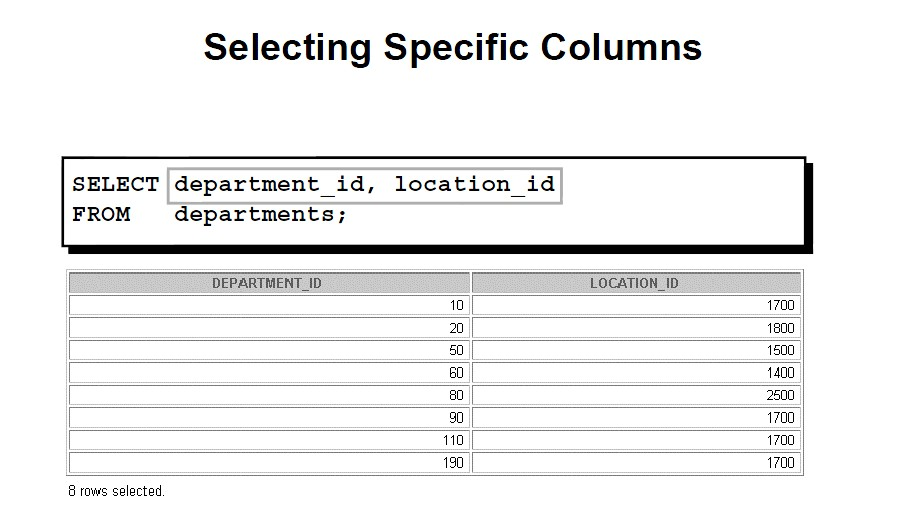 Selecting Specific Columns
SELECT department_id, location_id
FROM departments;
DEPARTMENT_ID LOCATION_ID
10 1700
20 1800
50 1500
60 1400
80 2500
90 1700
110 1700
190 1700
8 rows selected.